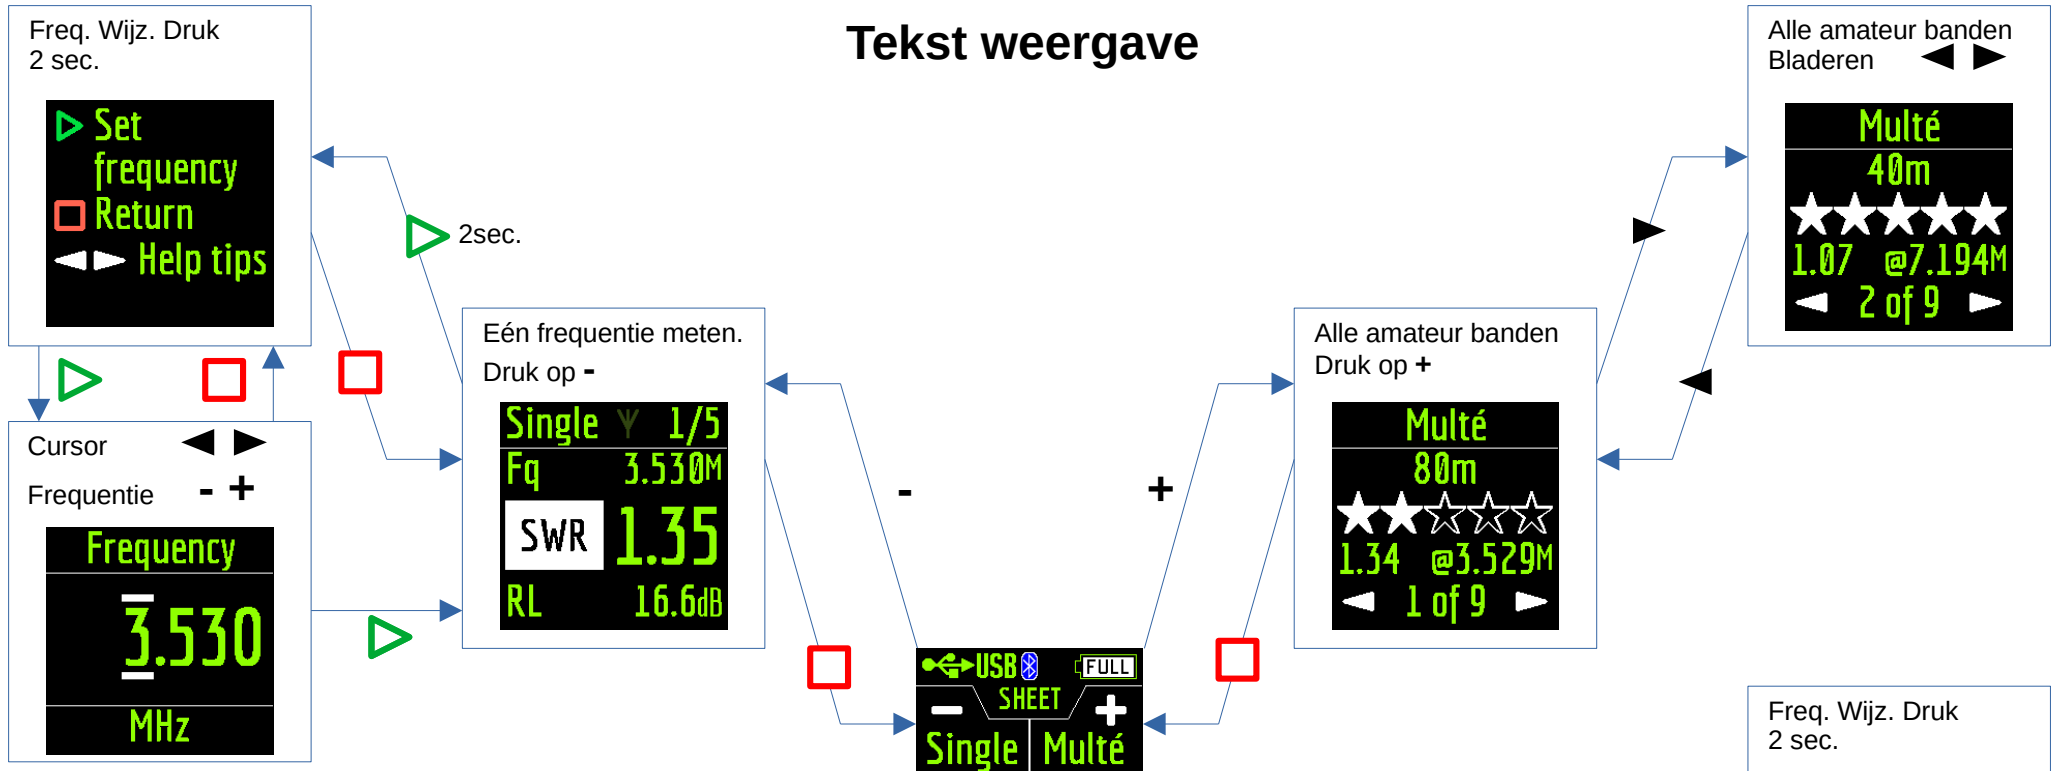 Tekst weergave
Freq. Wijz. Druk
2 sec.
Set
frequency
Return
Help tips
2sec.
Cursor
Frequentie - +
Frequency
3.530
MHz
Eén frequentie meten.
Druk op -
Single 1/5
Fq 3.530M
SWR 1.35
RL 16.6dB
-
+
USB FULL
SHEET
- +
Single Multé
Alle amateur banden
Druk op +
Multé
80m
1.34 @3.529M
1 of 9
Alle amateur banden
Bladeren
Multé
40m
1.07 @7.194M
2 of 9
Freq. Wijz. Druk
2 sec.